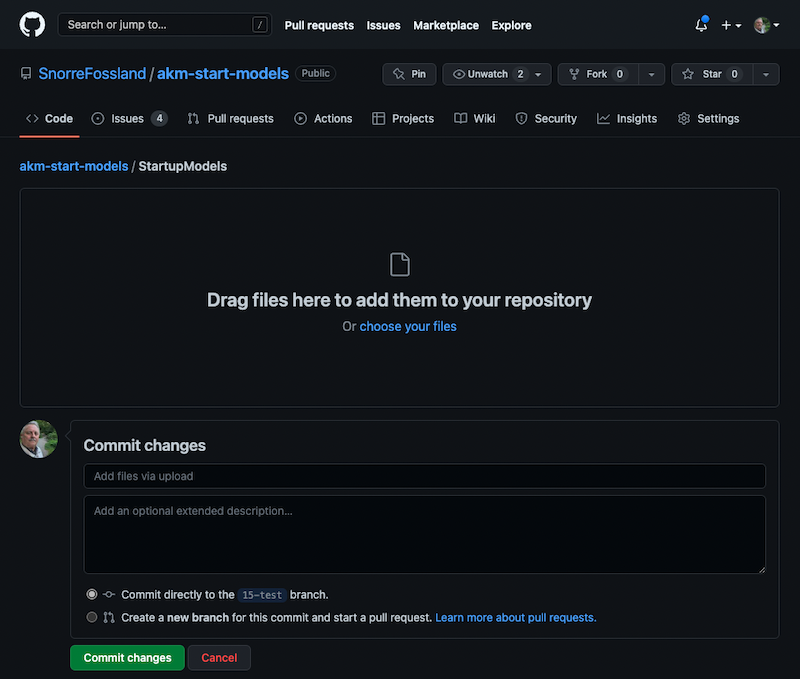 Search or jump to... /
Pull requests Issues Marketplace Explore
SnorreFossland / akm-start-models Public
Pin Unwatch 2 Fork 0 Star 0
Code Issues 4 Pull requests Actions Projects Wiki Security Insights Settings
akm-start-models / StartupModels
Drag files here to add them to your repository
Or choose your files
Commit changes
Add files via upload
Add an optional extended description...
Commit directly to the 15-test branch.
Create a new branch for this commit and start a pull request. Learn more about pull requests.
Commit changes Cancel